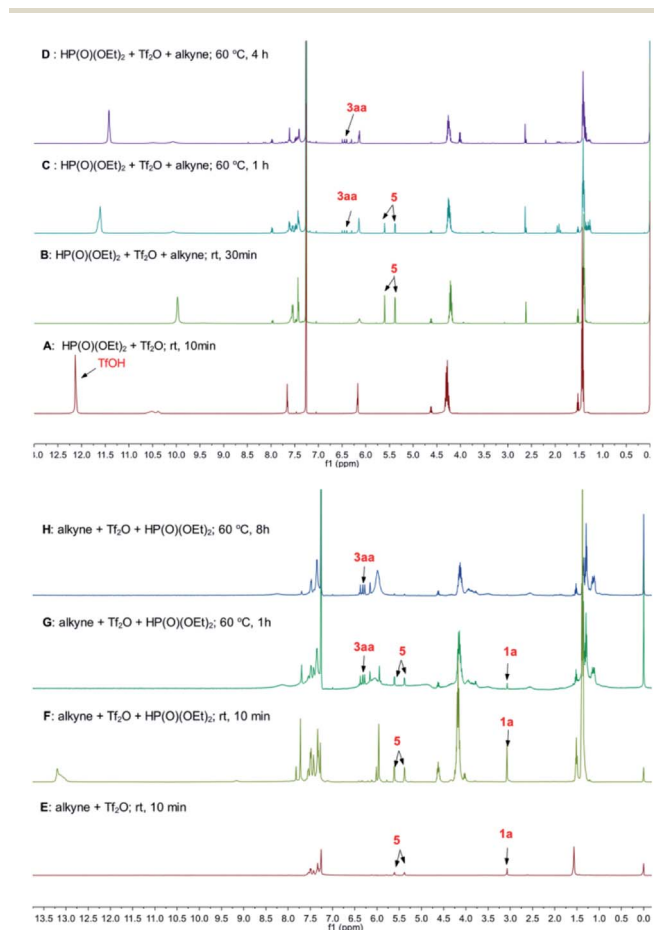 D : HP(O)(OEt)₂ + Tf₂O + alkyne; 60 °C, 4 h
3aa
C : HP(O)(OEt)₂ + Tf₂O + alkyne; 60 °C, 1 h
3aa
5
B: HP(O)(OEt)₂ + Tf₂O + alkyne; rt, 30min
5
A: HP(O)(OEt)₂ + Tf₂O; rt, 10min
TfOH
13.0 12.5 12.0 11.5 11.0 10.5 10.0 9.5 9.0 8.5 8.0 7.5 7.0 6.5 6.0 5.5 5.0 4.5 4.0 3.5 3.0 2.5 2.0 1.5 1.0 0.5 0.0
f1 (ppm)
H: alkyne + Tf₂O + HP(O)(OEt)₂; 60 °C, 8h
3aa
G: alkyne + Tf₂O + HP(O)(OEt)₂; 60 °C, 1h
3aa
5
1a
F: alkyne + Tf₂O + HP(O)(OEt)₂; rt, 10 min
5
1a
E: alkyne + Tf₂O; rt, 10 min
5
1a
13.5 13.0 12.5 12.0 11.5 11.0 10.5 10.0 9.5 9.0 8.5 8.0 7.5 7.0 6.5 6.0 5.5 5.0 4.5 4.0 3.5 3.0 2.5 2.0 1.5 1.0 0.5 0.0
f1 (ppm)